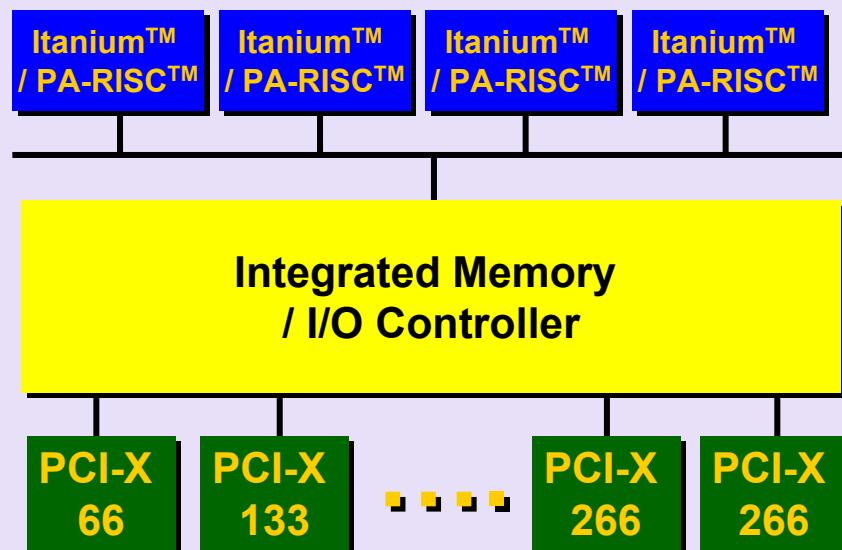 Itanium™ Itanium™ Itanium™ Itanium™
/ PA-RISC™ / PA-RISC™ / PA-RISC™ / PA-RISC™
Integrated Memory
/ I/O Controller
PCI-X PCI-X PCI-X PCI-X
66 133 266 266